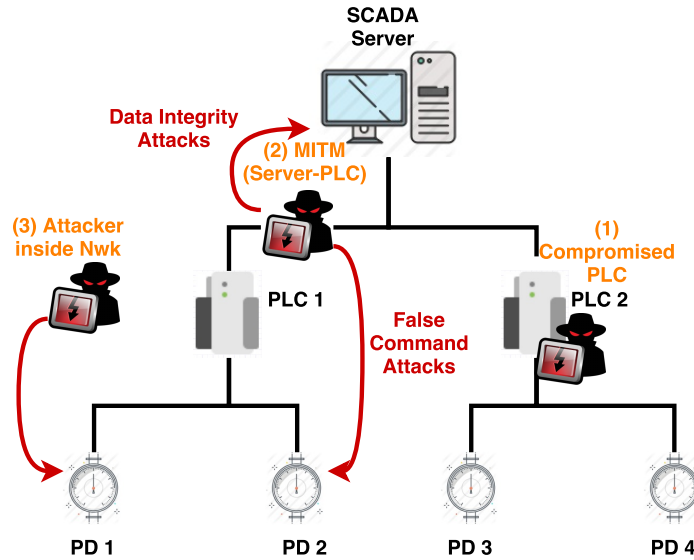 SCADA
Server
Data Integrity
Attacks
(2) MITM
(Server-PLC)
(3) Attacker
inside Nwk
(1)
Compromised
PLC
PLC 1
PLC 2
False
Command
Attacks
PD 1
PD 2
PD 3
PD 4